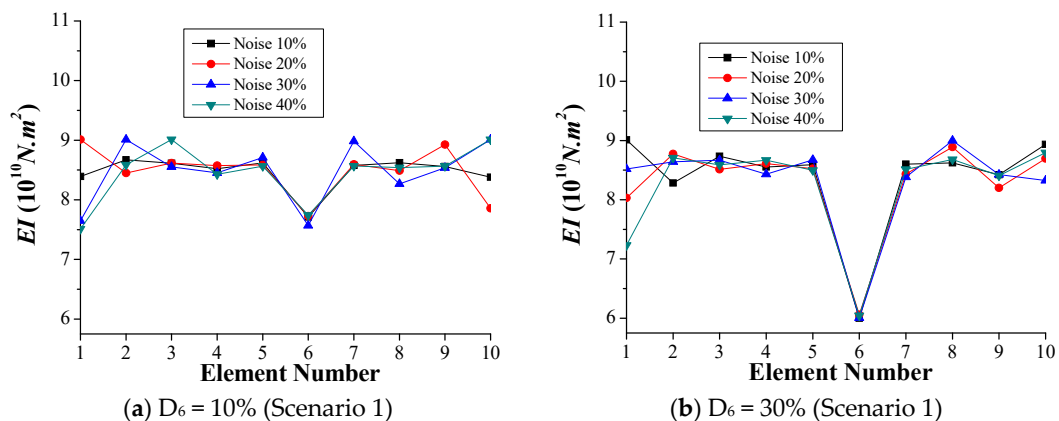 11
10
9
8
7
6
EI (10¹⁰ N.m²)
Noise 10%
Noise 20%
Noise 30%
Noise 40%
1 2 3 4 5 6 7 8 9 10
Element Number
(a) D₆ = 10% (Scenario 1)
11
10
9
8
7
6
EI (10¹⁰ N.m²)
Noise 10%
Noise 20%
Noise 30%
Noise 40%
1 2 3 4 5 6 7 8 9 10
Element Number
(b) D₆ = 30% (Scenario 1)